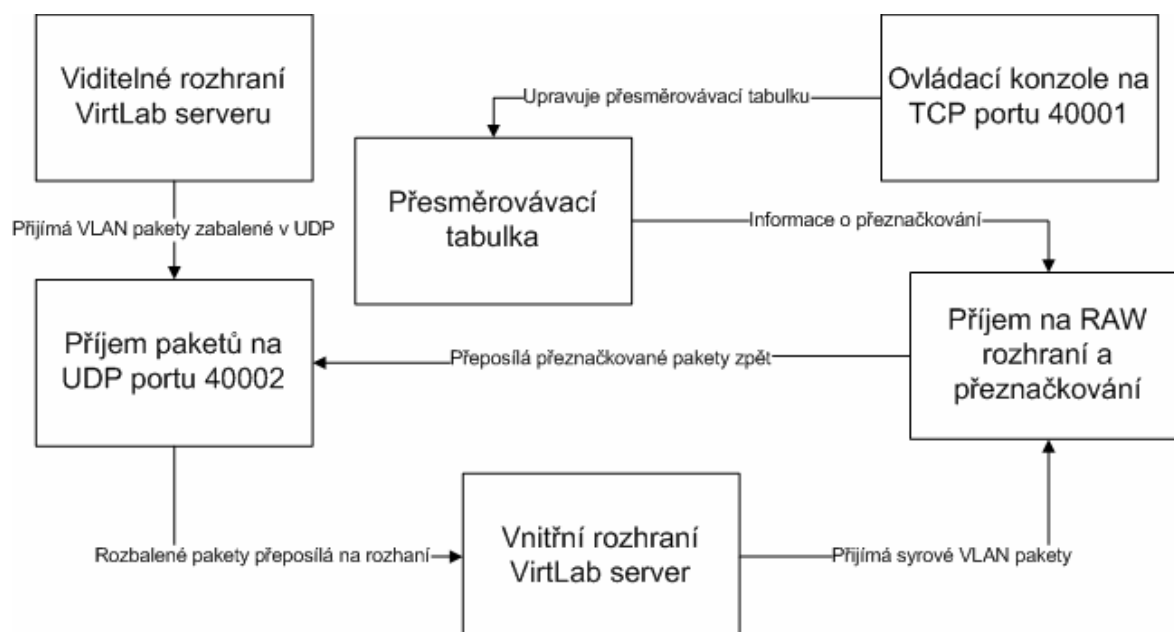 Viditelné rozhraní
VirtLab serveru
Ovládací konzole na
TCP portu 40001
Upravuje přesměrovávací tabulku
Přesměrovávací
tabulka
Přijímá VLAN pakety zabalené v UDP
Informace o přeznačkování
Příjem paketů na
UDP portu 40002
Přeposílá přeznačkované pakety zpět
Příjem na RAW
rozhraní a
přeznačkování
Rozbalené pakety přeposílá na rozhaní
Vnitřní rozhraní
VirtLab server
Přijímá syrové VLAN pakety